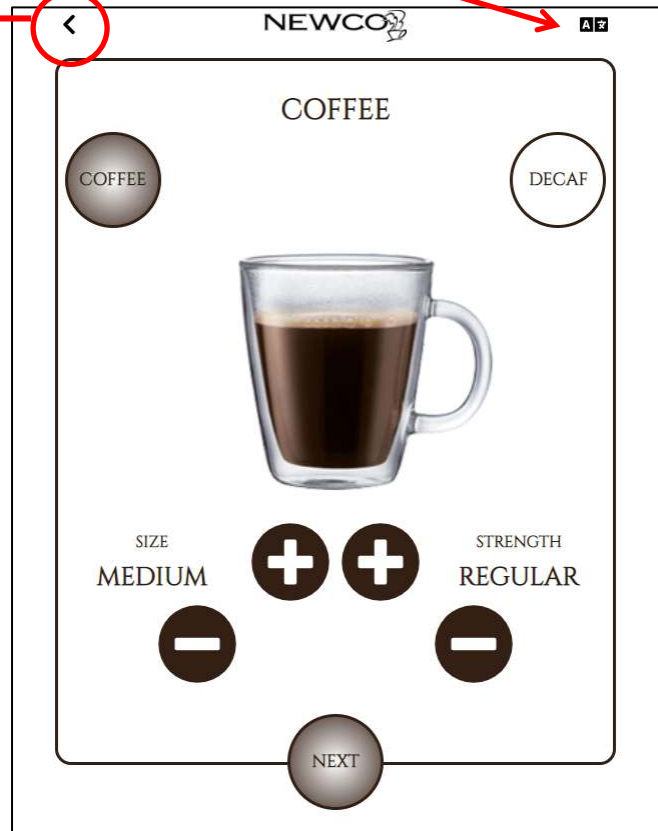 NEWCO
COFFEE
COFFEE
DECAF
SIZE
MEDIUM
STRENGTH
REGULAR
NEXT